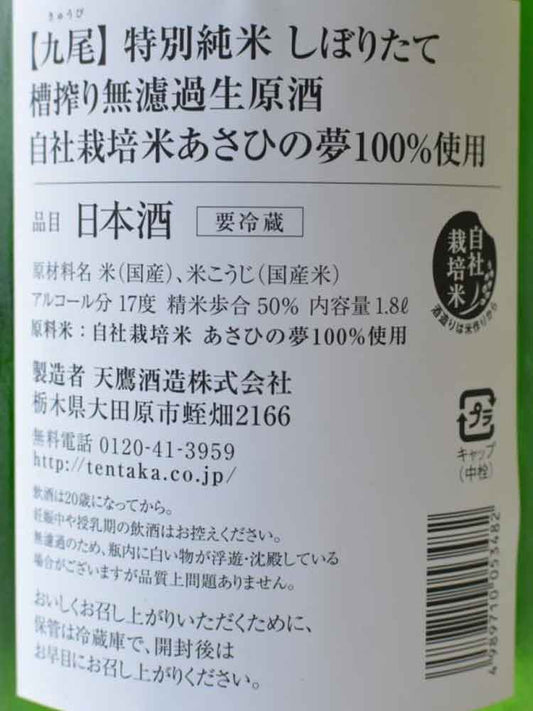 きゅうび
【九尾】特別純米 しぼりたて
槽搾り無濾過生原酒
自社栽培米あさひの夢100%使用
品目 日本酒 要冷蔵
原材料名 米（国産）、米こうじ（国産米）
アルコール分 17度 精米歩合 50% 内容量 1.8ℓ
原料米：自社栽培米 あさひの夢100%使用
自社栽培米
酒造りは米作りから
製造者 天鷹酒造株式会社
栃木県大田原市蛭畑2166
無料電話 0120-41-3959
http://tentaka.co.jp/
プラ
キャップ
（中栓）
飲酒は20歳になってから。
妊娠中や授乳期の飲酒はお控えください。
無濾過のため、瓶内に白い物が浮遊・沈殿している
場合がございますが品質上問題ありません。
おいしくお召し上がりいただくために、
保管は冷蔵庫で、開封後は
お早目にお召し上がりください。
4989710053482